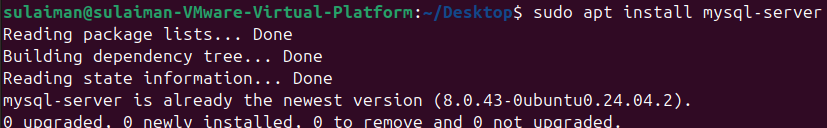 sulaiman@sulaiman-VMware-Virtual-Platform:~/Desktop$ sudo apt install mysql-server
Reading package lists... Done
Building dependency tree... Done
Reading state information... Done
mysql-server is already the newest version (8.0.43-0ubuntu0.24.04.2).
0 upgraded, 0 newly installed, 0 to remove and 0 not upgraded.